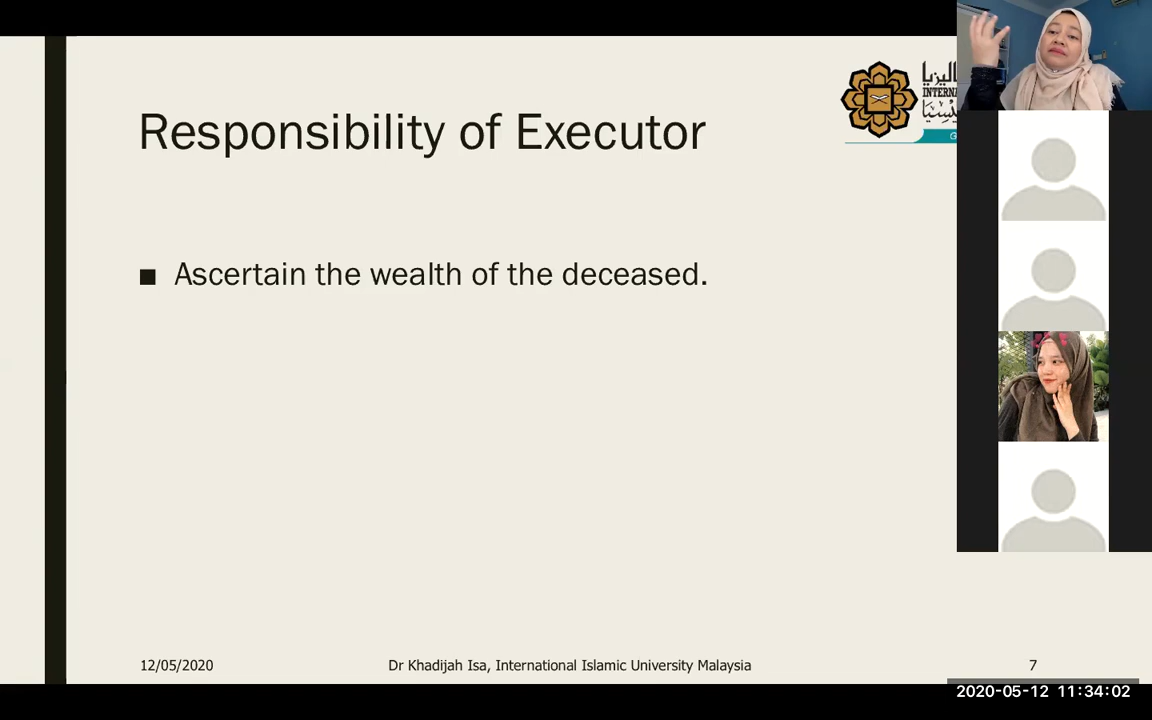 Responsibility of Executor
■ Ascertain the wealth of the deceased.
12/05/2020
Dr Khadijah Isa, International Islamic University Malaysia
7
2020-05-12 11:34:02